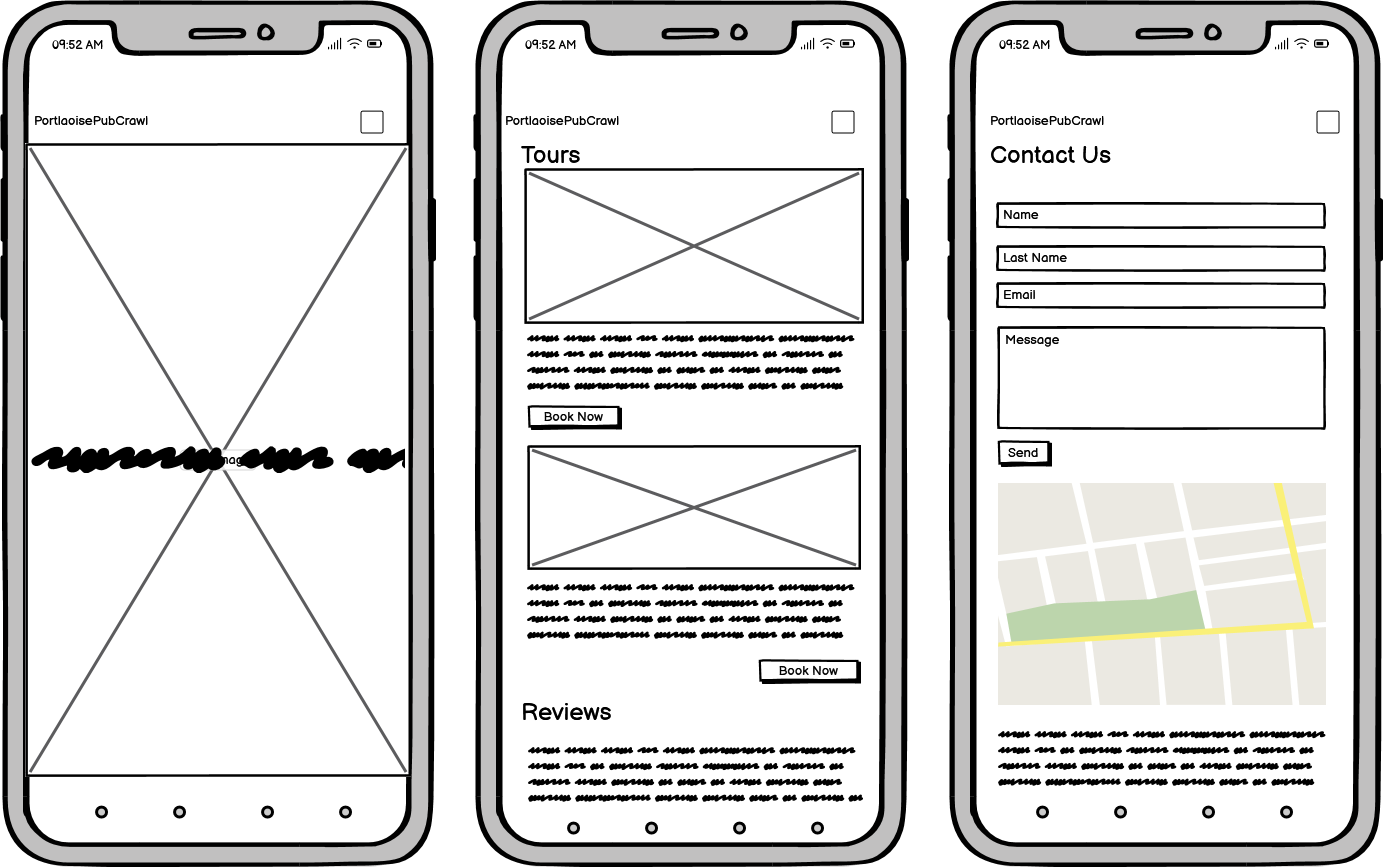 09:52 AM
PortlaoisePubCrawl
09:52 AM
PortlaoisePubCrawl
Tours
Book Now
Book Now
Reviews
09:52 AM
PortlaoisePubCrawl
Contact Us
Name
Last Name
Email
Message
Send